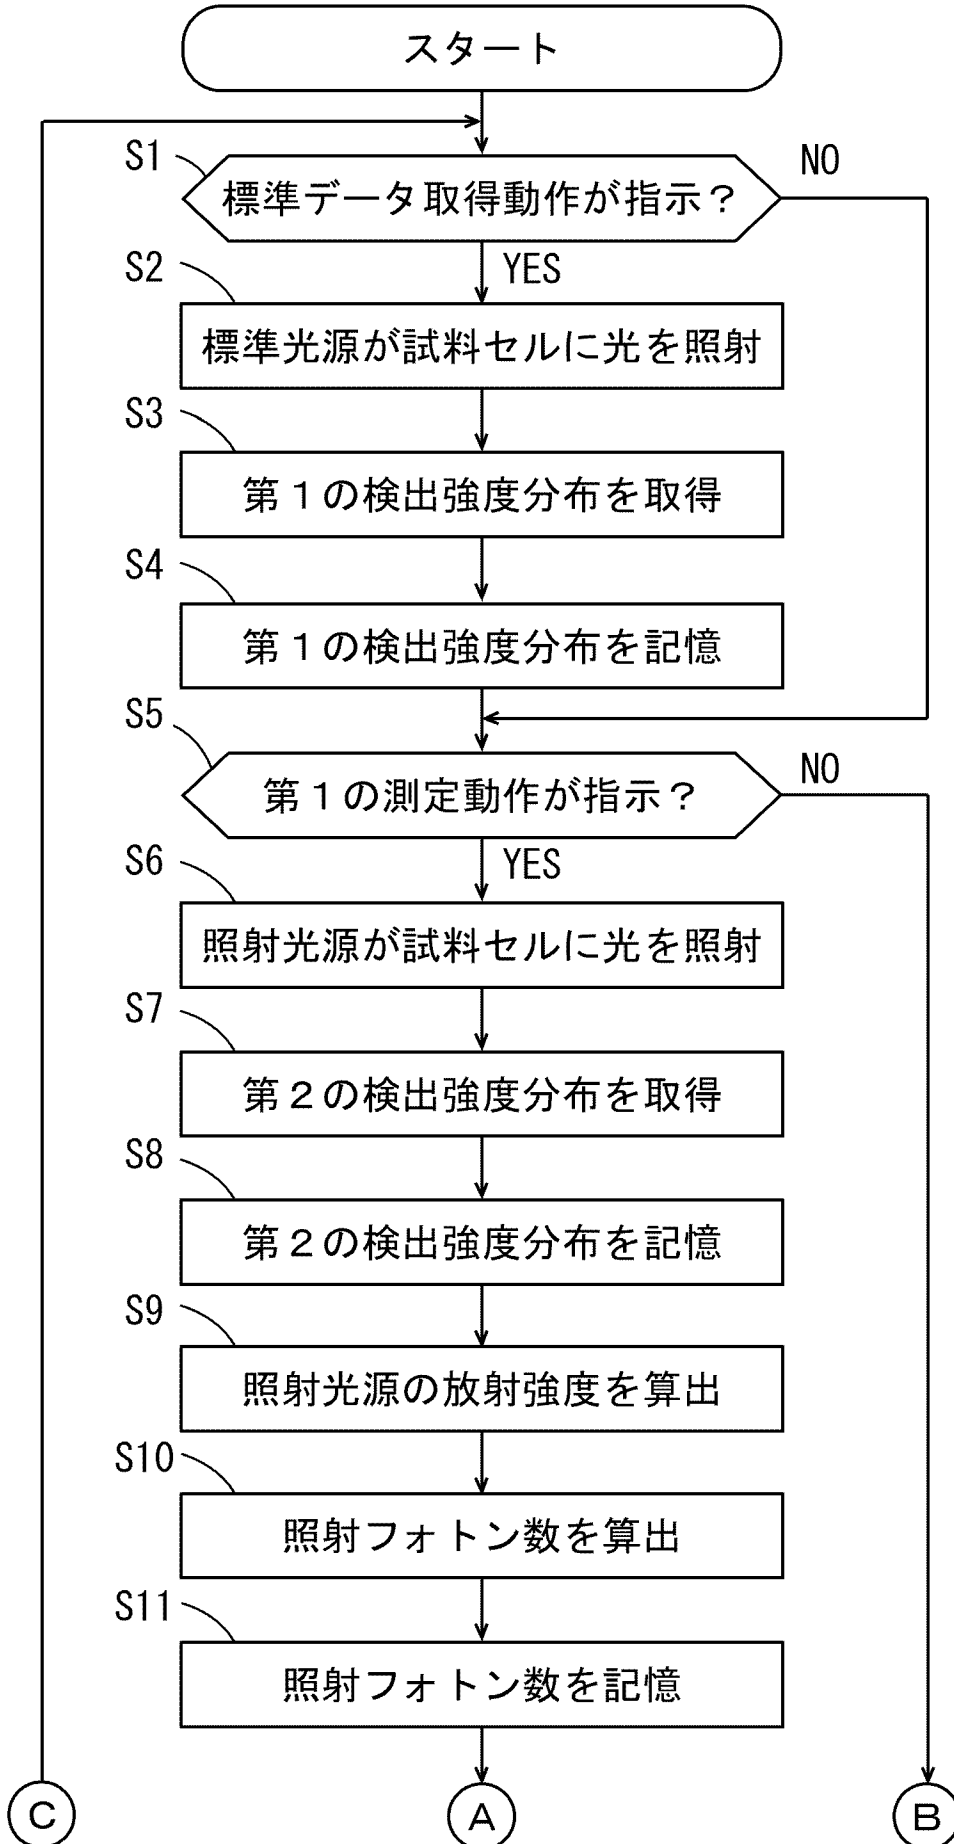 スタート
S1
標準データ取得動作が指示？
NO
YES
S2
標準光源が試料セルに光を照射
S3
第１の検出強度分布を取得
S4
第１の検出強度分布を記憶
S5
第１の測定動作が指示？
NO
YES
S6
照射光源が試料セルに光を照射
S7
第２の検出強度分布を取得
S8
第２の検出強度分布を記憶
S9
照射光源の放射強度を算出
S10
照射フォトン数を算出
S11
照射フォトン数を記憶
C
A
B